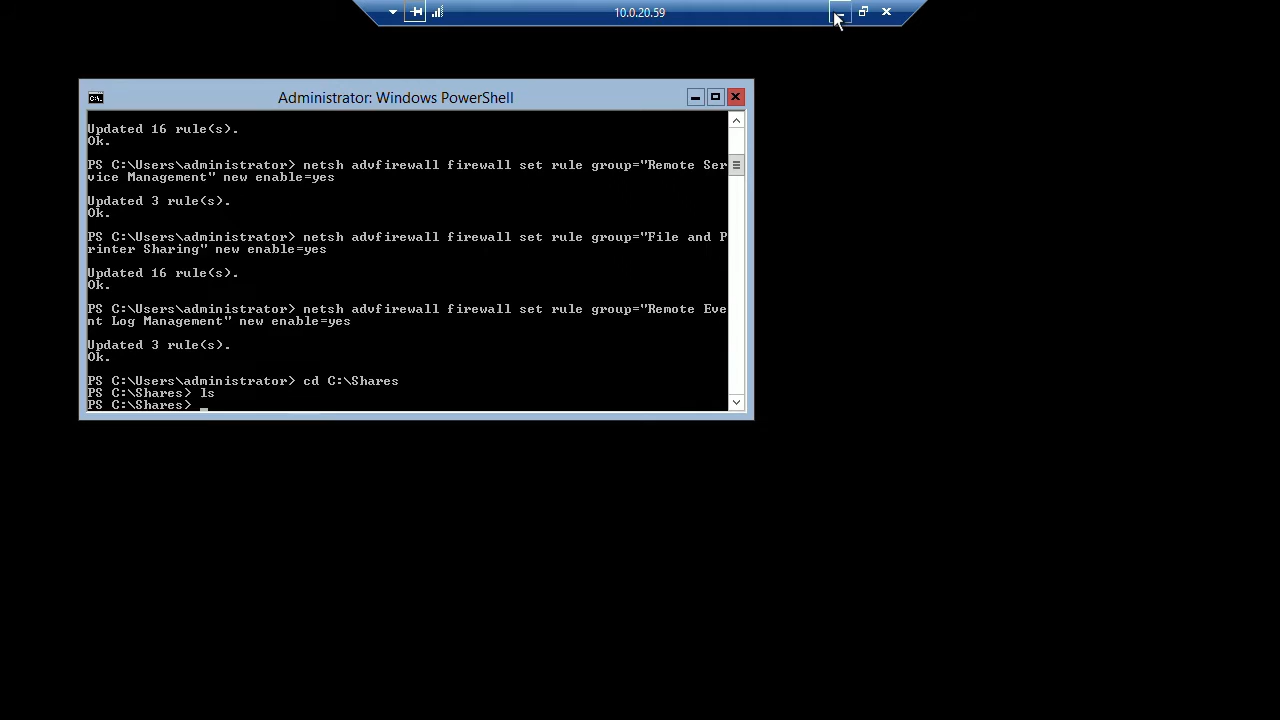 10.0.20.59
Administrator: Windows PowerShell
Updated 16 rule(s).
Ok.
PS C:\Users\administrator> netsh advfirewall firewall set rule group="Remote Ser
vice Management" new enable=yes
Updated 3 rule(s).
Ok.
PS C:\Users\administrator> netsh advfirewall firewall set rule group="File and P
rinter Sharing" new enable=yes
Updated 16 rule(s).
Ok.
PS C:\Users\administrator> netsh advfirewall firewall set rule group="Remote Eve
nt Log Management" new enable=yes
Updated 3 rule(s).
Ok.
PS C:\Users\administrator> cd C:\Shares
PS C:\Shares> ls
PS C:\Shares> _